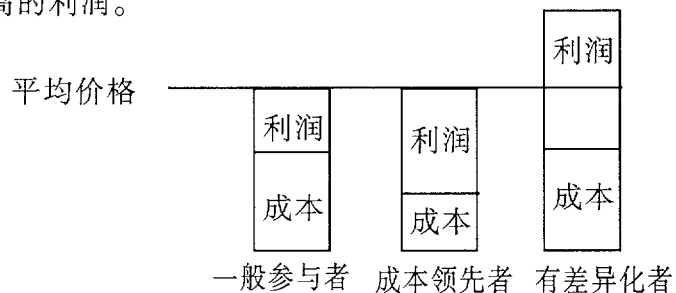 高的利润。
利润
平均价格
利润 利润
成本 成本 成本
一般参与者 成本领先者 有差异化者